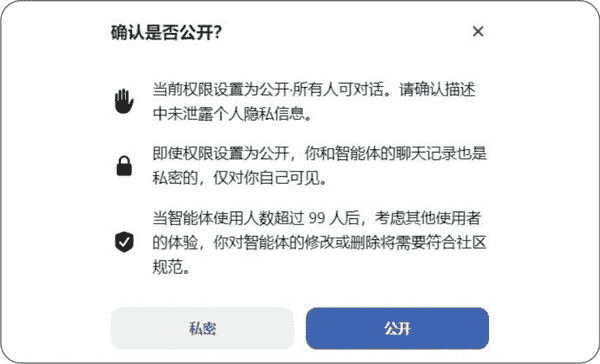 确认是否公开?
当前权限设置为公开·所有人可对话。请确认描述
中未泄露个人隐私信息。
即使权限设置为公开，你和智能体的聊天记录也是
私密的，仅对你自己可见。
当智能体使用人数超过 99 人后，考虑其他使用者
的体验，你对智能体的修改或删除将需要符合社区
规范。
私密
公开